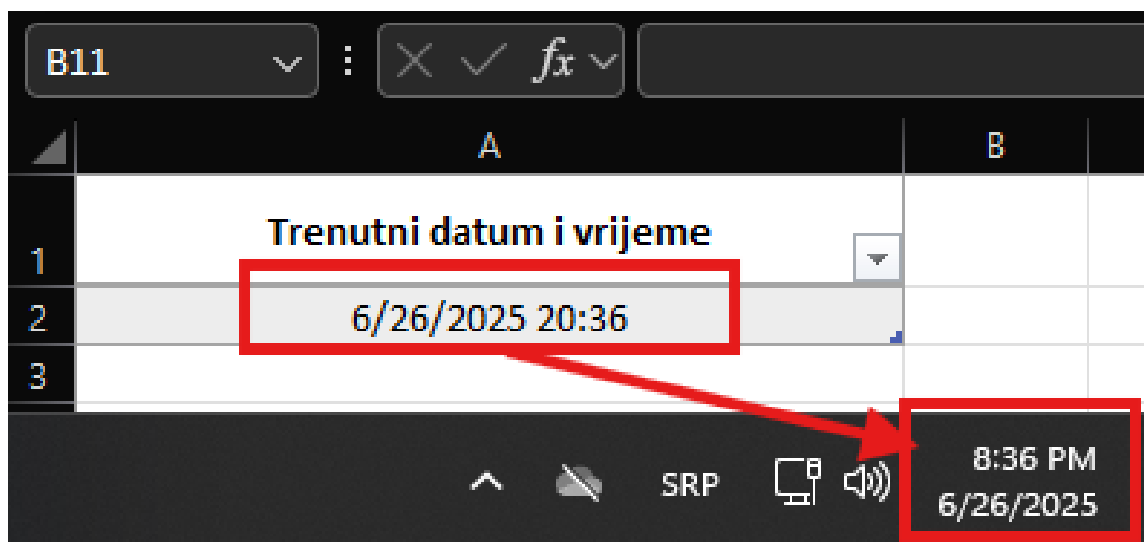 B11
fx
A B
1 Trenutni datum i vrijeme
2 6/26/2025 20:36
3
SRP 8:36 PM
6/26/2025